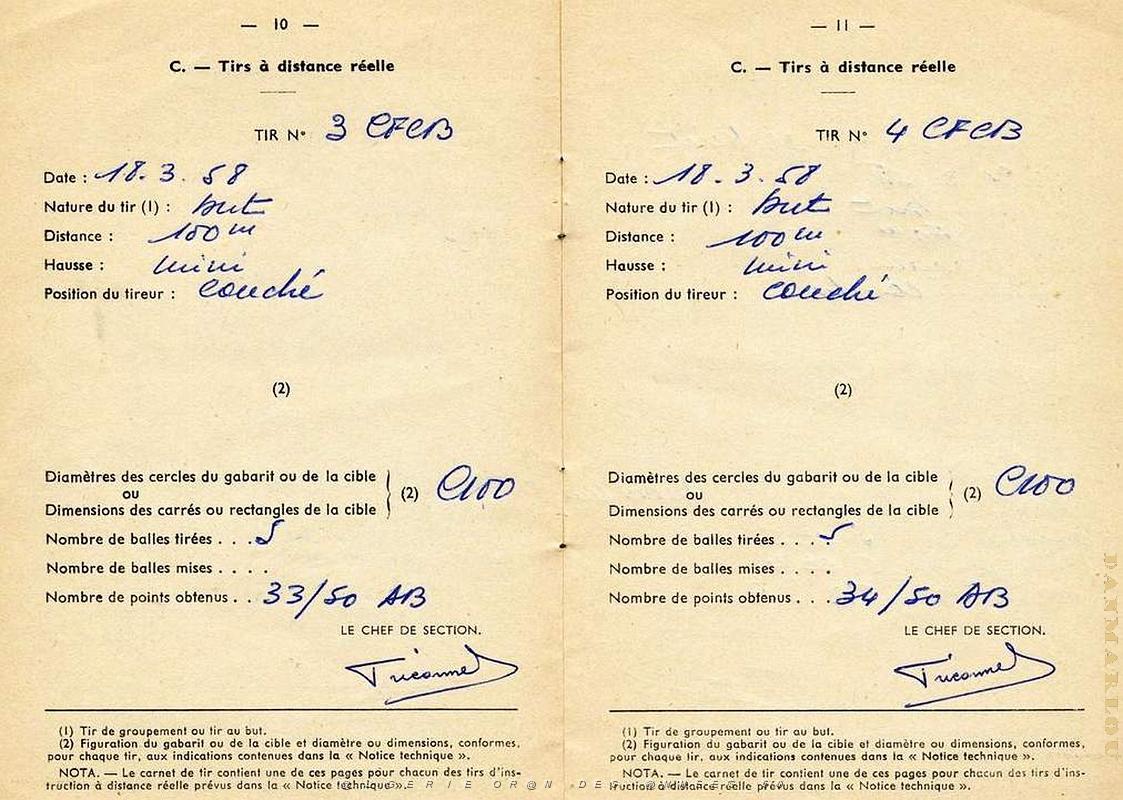 — 10 —
C. — Tirs à distance réelle
TIR N° 3 CFCB
Date : 18. 3. 58
Nature du tir (1) : but
Distance : 100 m
Hausse : mini
Position du tireur : couché
(2)
Diamètres des cercles du gabarit ou de la cible
ou
(2) C100
Dimensions des carrés ou rectangles de la cible
Nombre de balles tirées . . . 5
Nombre de balles mises . . . .
Nombre de points obtenus . . 33/50 AB
LE CHEF DE SECTION.
(1) Tir de groupement ou tir au but.
(2) Figuration du gabarit ou de la cible et diamètre ou dimensions, conformes,
pour chaque tir, aux indications contenues dans la « Notice technique ».
NOTA. — Le carnet de tir contient une de ces pages pour chacun des tirs d'ins-
truction à distance réelle prévus dans la « Notice technique ».
— 11 —
C. — Tirs à distance réelle
TIR N° 4 CFCB
Date : 18. 3. 58
Nature du tir (1) : but
Distance : 100 m
Hausse : mini
Position du tireur : couché
(2)
Diamètres des cercles du gabarit ou de la cible
ou
(2) C100
Dimensions des carrés ou rectangles de la cible
Nombre de balles tirées . . . . 5
Nombre de balles mises . . . .
Nombre de points obtenus . . . 34/50 AB
LE CHEF DE SECTION.
(1) Tir de groupement ou tir au but.
(2) Figuration du gabarit ou de la cible et diamètre ou dimensions, conformes,
pour chaque tir, aux indications contenues dans la « Notice technique ».
NOTA. — Le carnet de tir contient une de ces pages pour chacun des tirs d'ins-
truction à distance réelle prévus dans la « Notice technique ».